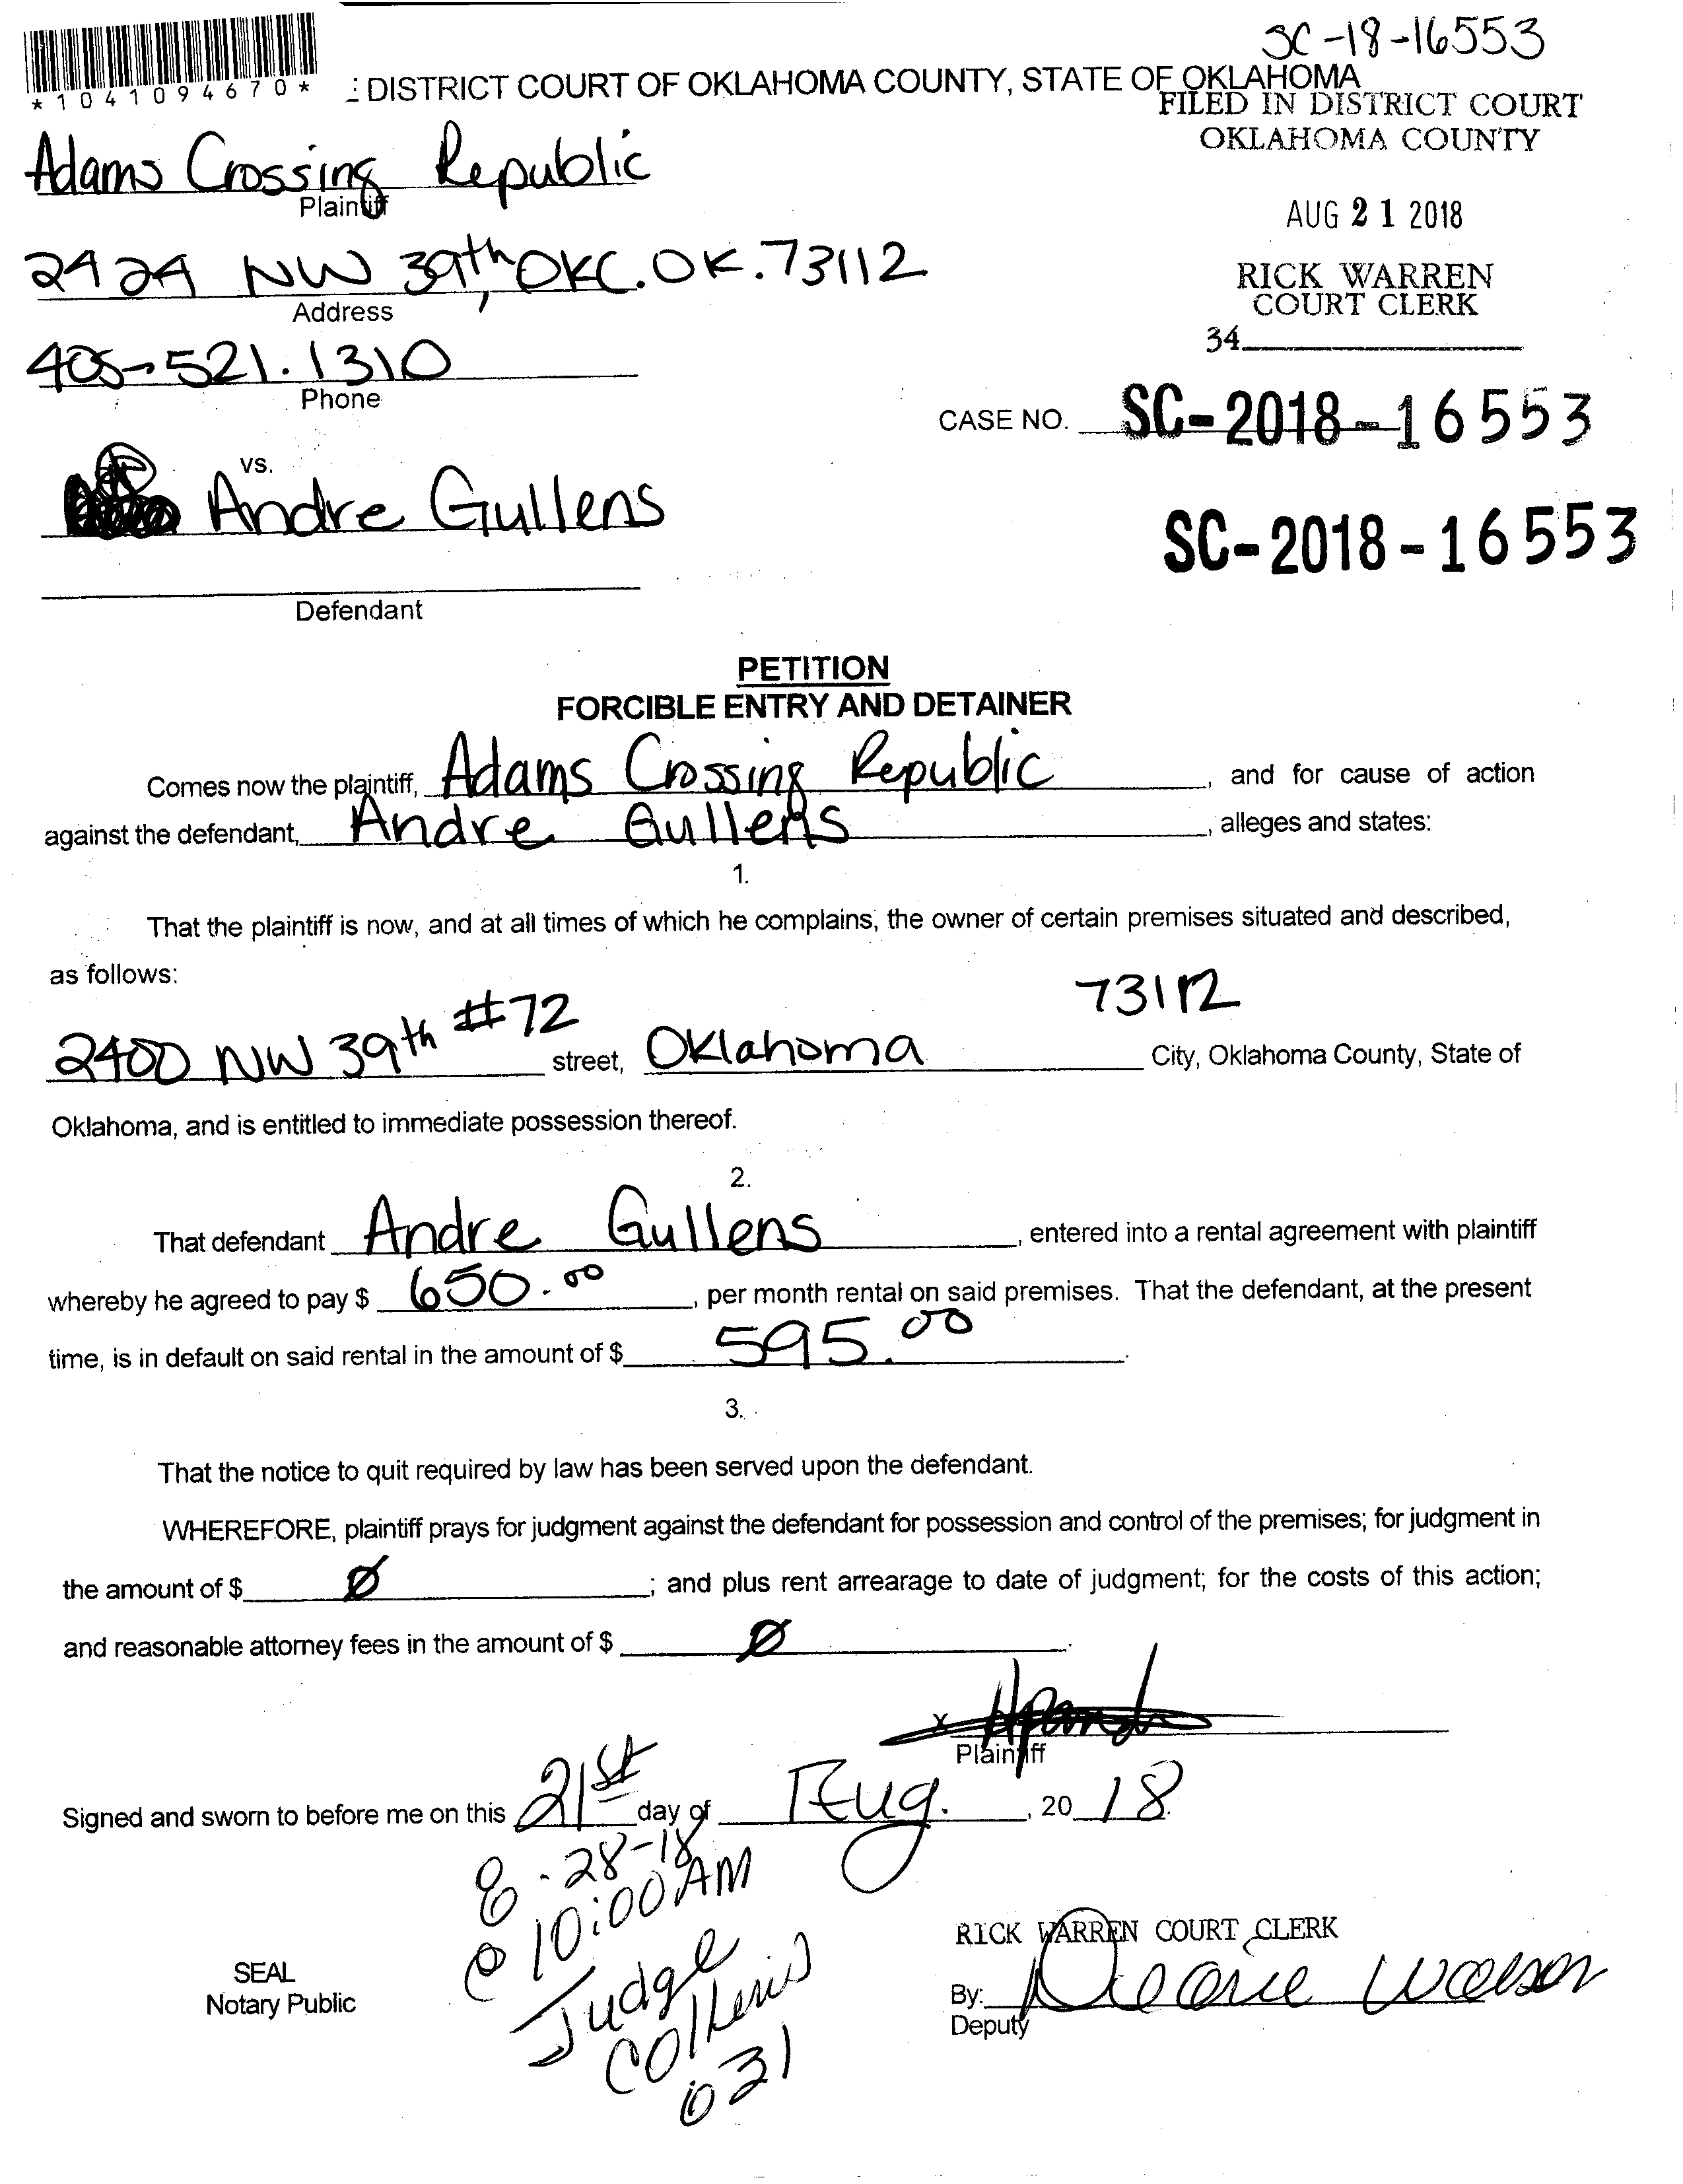 SC-18-16553
*1041094670*
: DISTRICT COURT OF OKLAHOMA COUNTY, STATE OF OKLAHOMA
FILED IN DISTRICT COURT
OKLAHOMA COUNTY
Adams Crossing Republic
Plaintiff
AUG 21 2018
2424 NW 39th, OKC. OK. 73112
Address
RICK WARREN
COURT CLERK
34
405-521.1310
Phone
CASE NO. SC-2018-16553
vs.
Andre Gullens
SC-2018-16553
Defendant
PETITION
FORCIBLE ENTRY AND DETAINER
Comes now the plaintiff, Adams Crossing Republic, and for cause of action
against the defendant, Andre Gullens, alleges and states:
1.
That the plaintiff is now, and at all times of which he complains, the owner of certain premises situated and described,
as follows:
73112
2400 NW 39th #72 street, Oklahoma City, Oklahoma County, State of
Oklahoma, and is entitled to immediate possession thereof.
2.
That defendant Andre Gullens, entered into a rental agreement with plaintiff
whereby he agreed to pay $ 650.00, per month rental on said premises. That the defendant, at the present
time, is in default on said rental in the amount of $ 595.00.
3.
That the notice to quit required by law has been served upon the defendant.
WHEREFORE, plaintiff prays for judgment against the defendant for possession and control of the premises; for judgment in
the amount of $ Ø; and plus rent arrearage to date of judgment; for the costs of this action;
and reasonable attorney fees in the amount of $ Ø.
x
Plaintiff
Signed and sworn to before me on this 21st day of Aug., 2018.
8-28-18
@ 10:00 AM
Judge
RICK WARREN COURT CLERK
SEAL
Notary Public
By:
Deputy